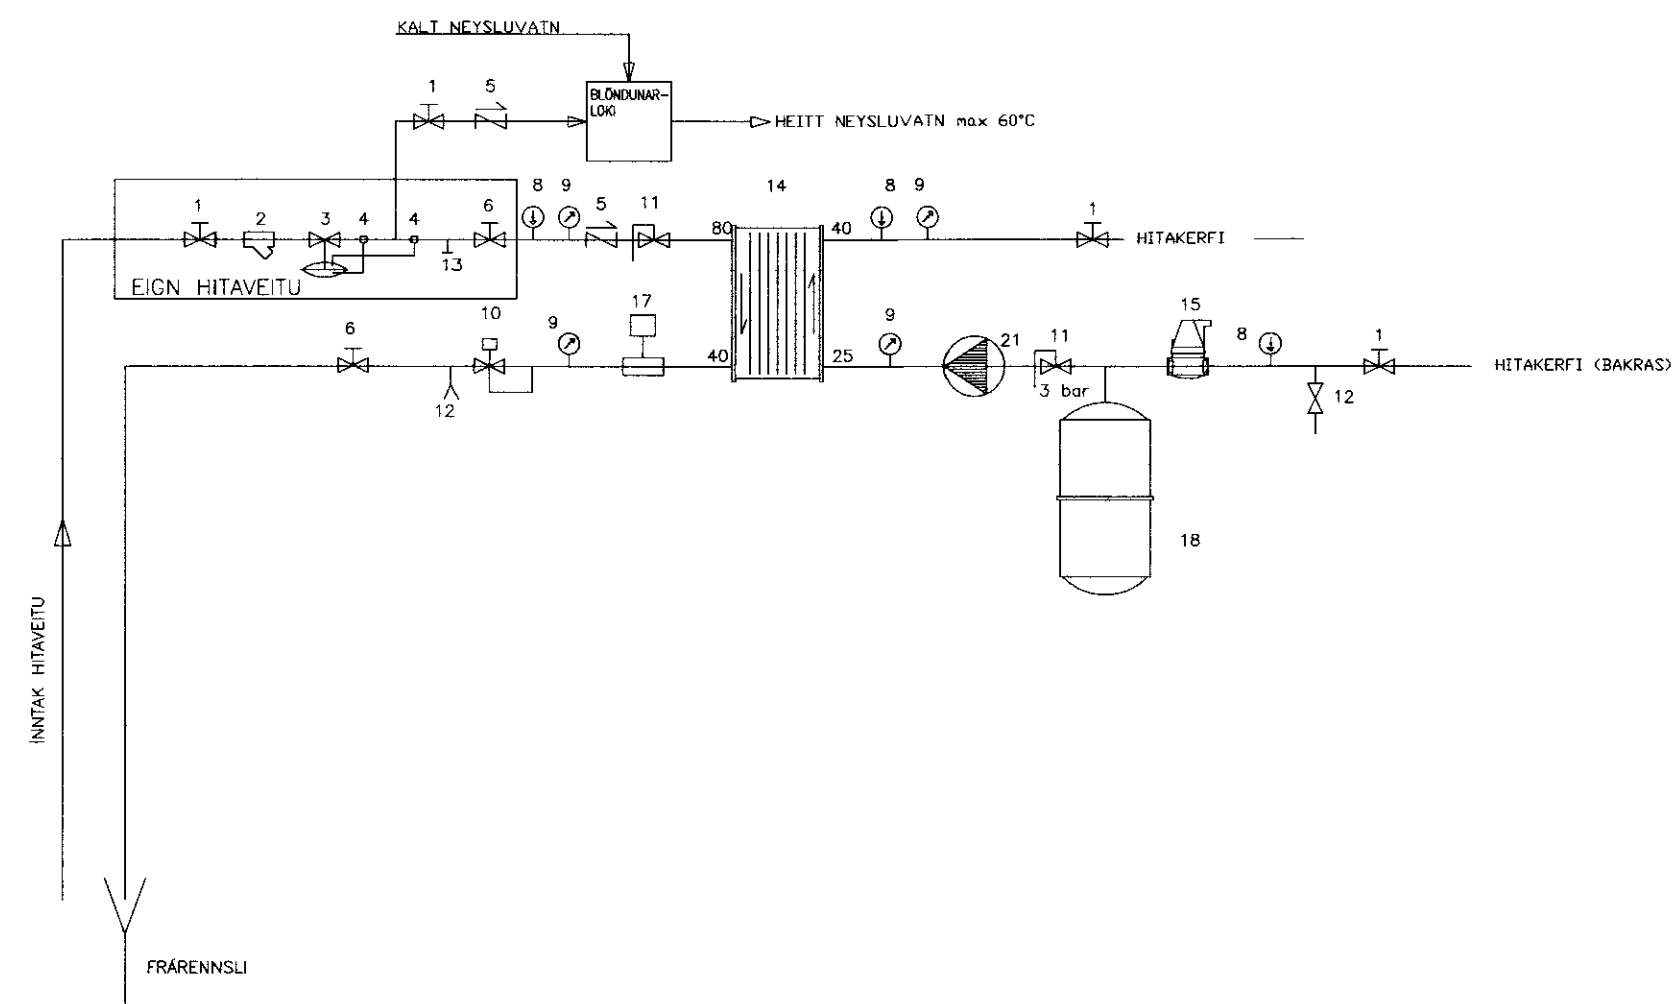 KALT NEYSLUVATN
1 5
BLÖNDUNAR-
LOKI
HEITT NEYSLUVATN max 60°C
1 2 3 4 4 6 8 9 5 11 14 8 9 1
80 40
HITAKERFI
13
EIGN HITAVEITU
6 10 9 17 9 21 11 15 8 1
40 25
HITAKERFI (BAKRAS)
12 3 bar 12
18
INNTAK HITAVEITU
FRÁRENNSLI